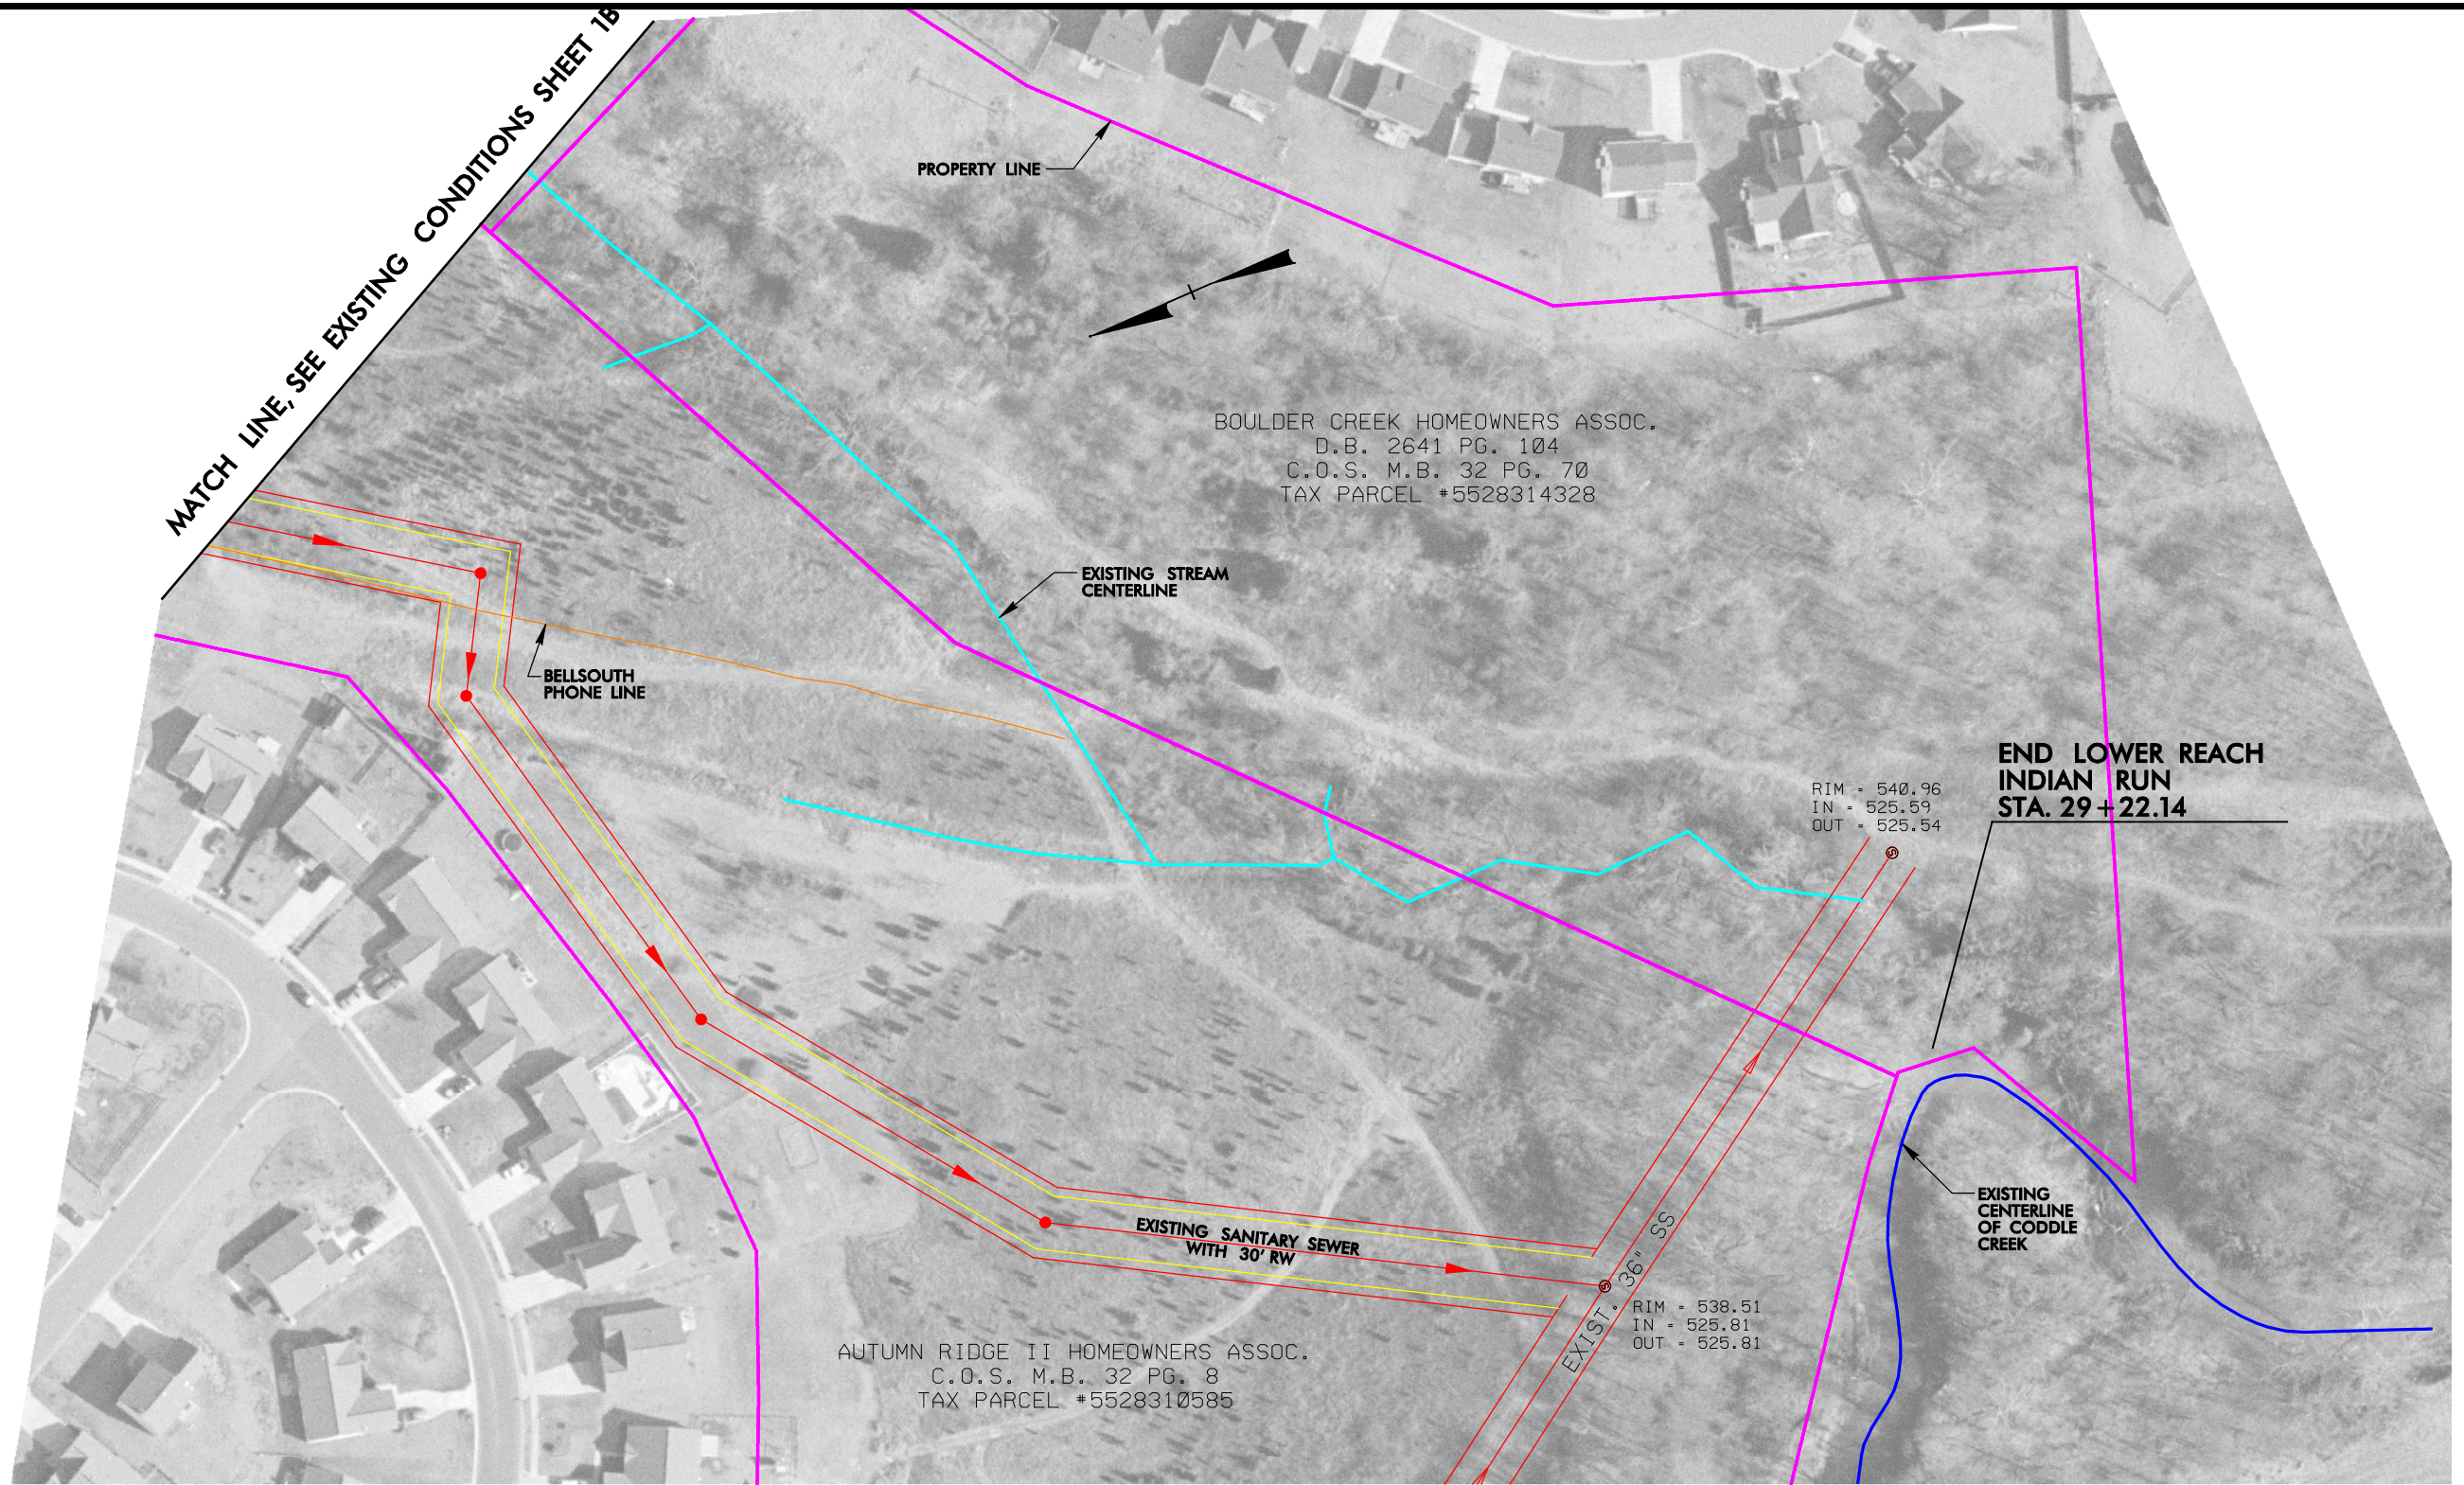 MATCH LINE, SEE EXISTING CONDITIONS SHEET 1B
PROPERTY LINE
BOULDER CREEK HOMEOWNERS ASSOC.
D.B. 2641 PG. 104
C.O.S. M.B. 32 PG. 70
TAX PARCEL #5528314328
EXISTING STREAM
CENTERLINE
BELLSOUTH
PHONE LINE
END LOWER REACH
INDIAN RUN
STA. 29+22.14
RIM = 540.96
IN = 525.59
OUT = 525.54
EXISTING
CENTERLINE
OF CODDLE
CREEK
EXISTING SANITARY SEWER
WITH 30' RW
EXIST. 36" SS
RIM = 538.51
IN = 525.81
OUT = 525.81
AUTUMN RIDGE II HOMEOWNERS ASSOC.
C.O.S. M.B. 32 PG. 8
TAX PARCEL #5528310585